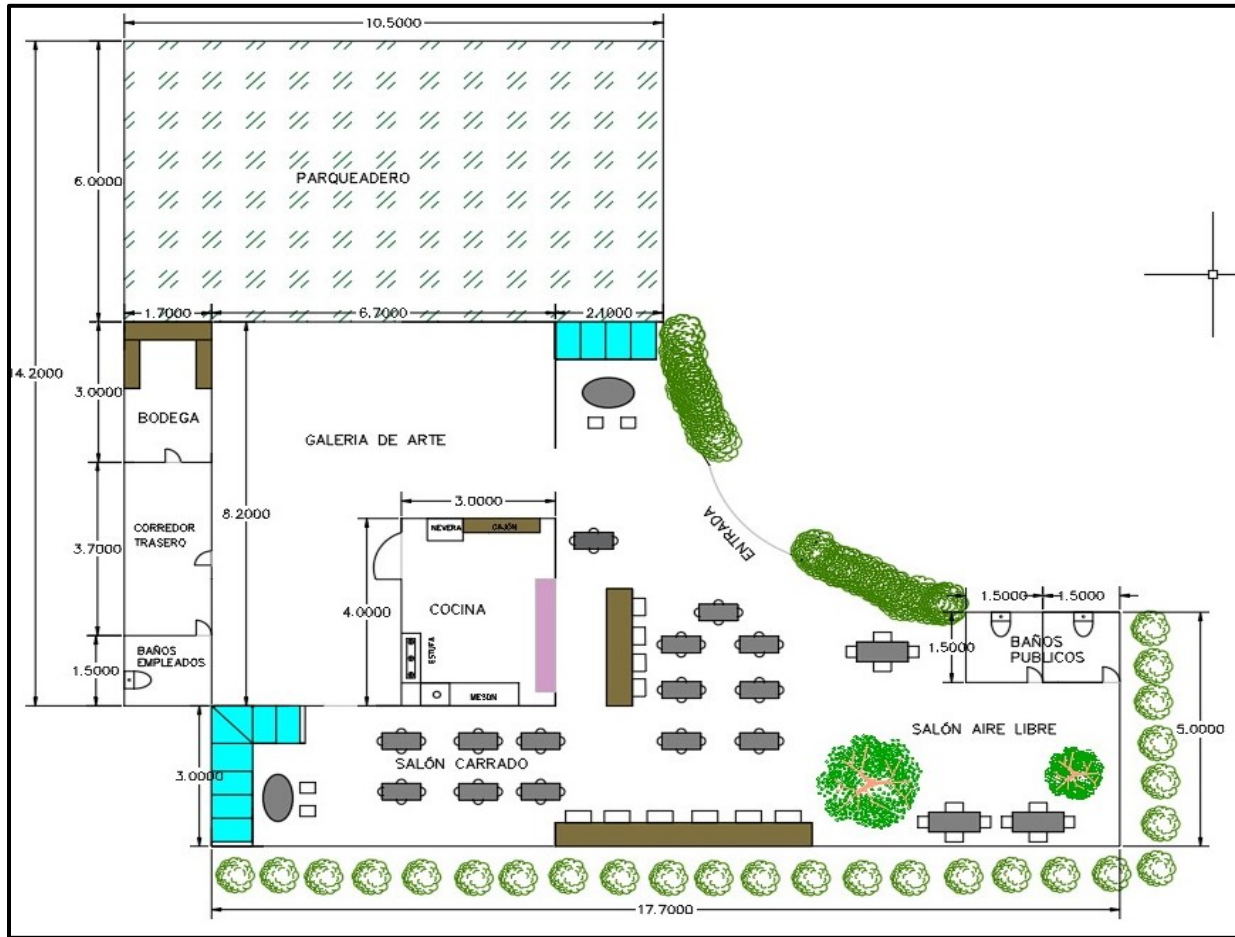 10.5000
6.0000
PARQUEADERO
1.7000
6.7000
2.1000
14.2000
3.0000
BODEGA
GALERIA DE ARTE
8.2000
3.0000
ENTRADA
NEVERA
CAJÓN
CORREDOR
TRASERO
3.7000
4.0000
COCINA
1.5000
1.5000
1.5000
BAÑOS
PUBLICOS
BAÑOS
EMPLEADOS
1.5000
ESTUFA
MESON
SALÓN AIRE LIBRE
5.0000
SALÓN CARRADO
3.0000
17.7000